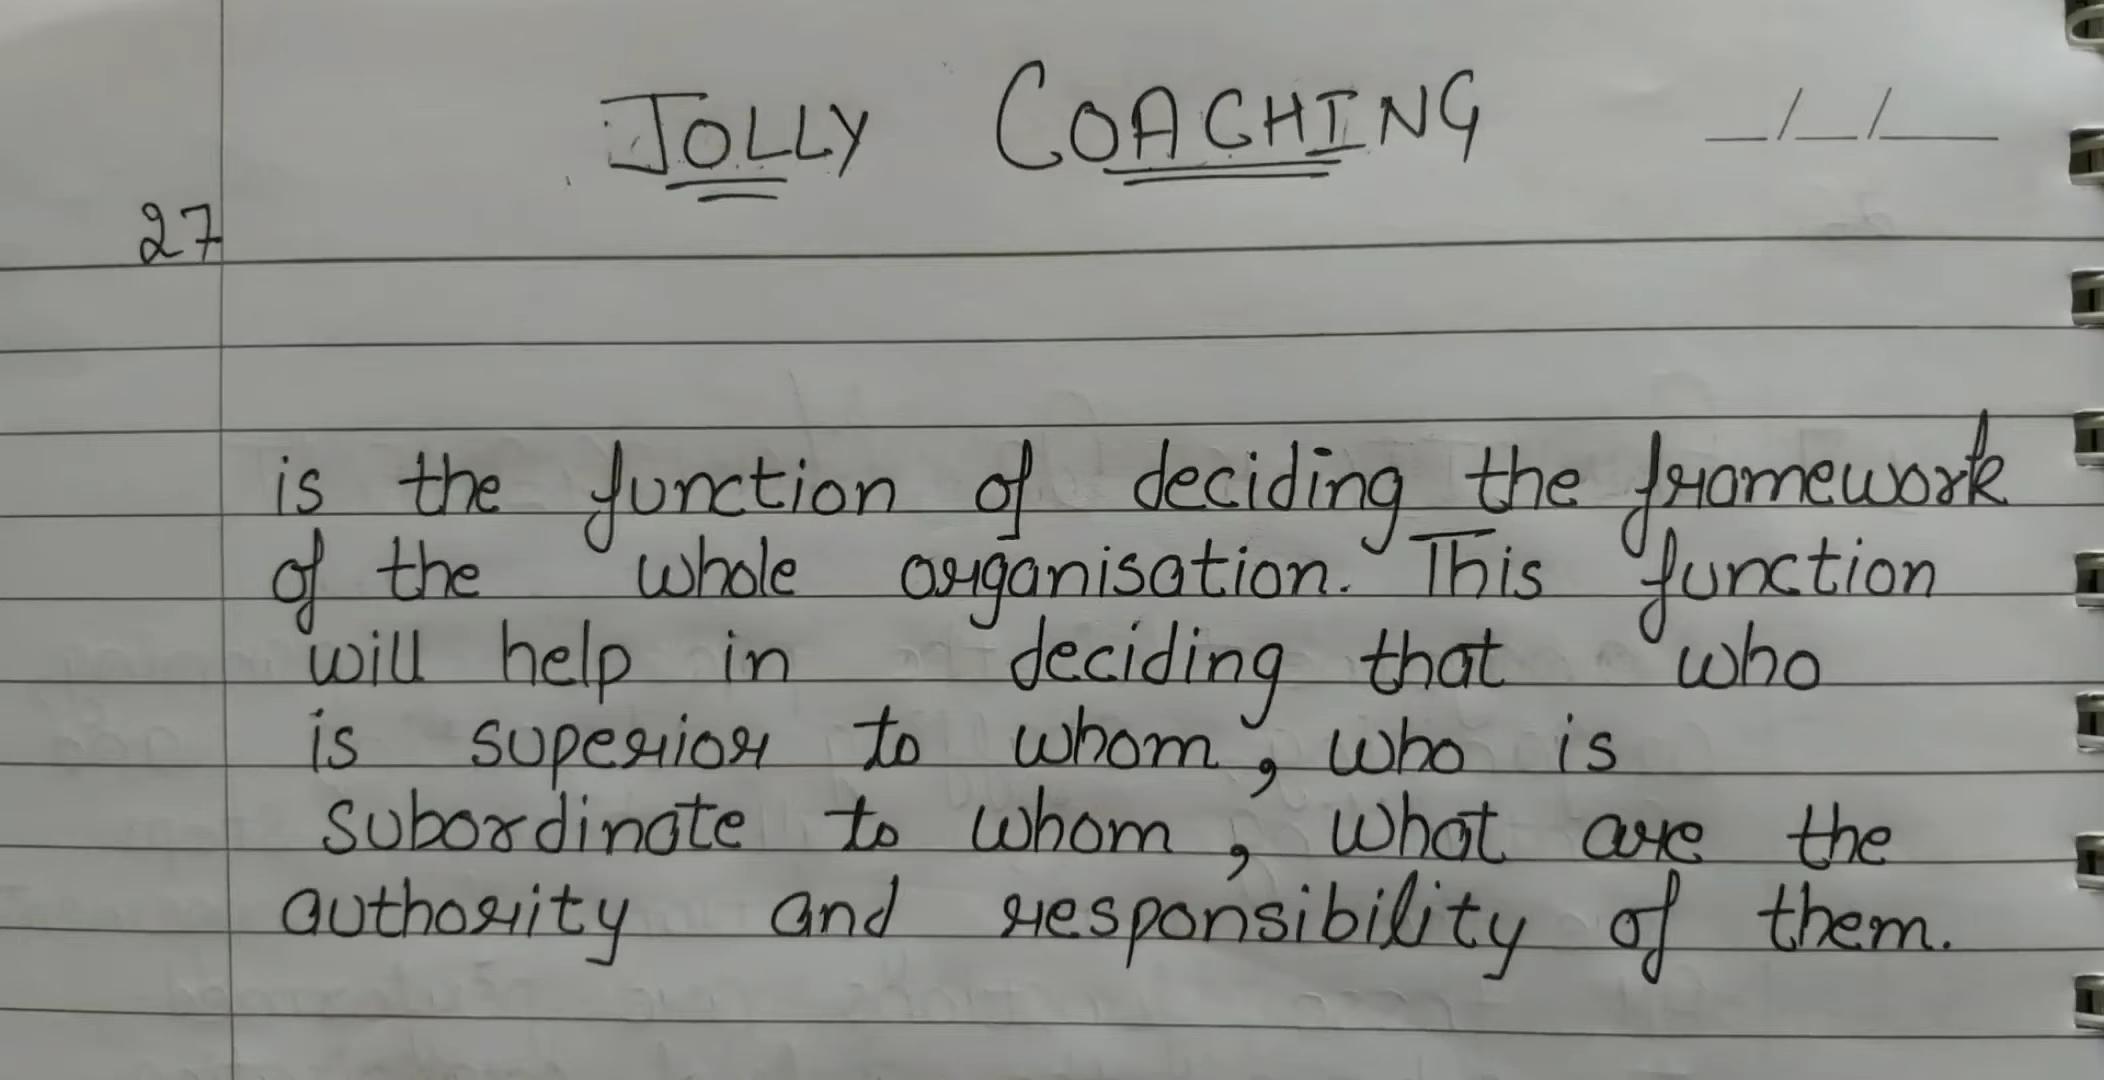 JOLLY COACHING _/_/_
27
is the function of deciding the framework
of the whole organisation. This function
will help in deciding that who
is superior to whom, who is
subordinate to whom, what are the
authority and responsibility of them.